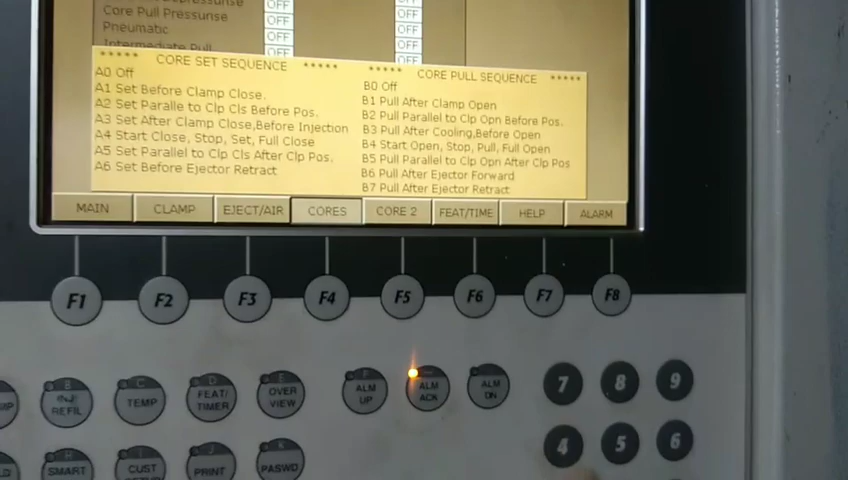 Core Pull Pressunse OFF OFF
Pneumatic OFF OFF
Intermediate Pull OFF OFF
***** CORE SET SEQUENCE ***** ***** CORE PULL SEQUENCE *****
A0 Off
A1 Set Before Clamp Close.
A2 Set Paralle to Clp Cls Before Pos.
A3 Set After Clamp Close,Before Injection
A4 Start Close, Stop, Set, Full Close
A5 Set Parallel to Clp Cls After Clp Pos.
A6 Set Before Ejector Retract
B0 Off
B1 Pull After Clamp Open
B2 Pull Parallel to Clp Opn Before Pos.
B3 Pull After Cooling,Before Open
B4 Start Open, Stop, Pull, Full Open
B5 Pull Parallel to Clp Opn After Clp Pos
B6 Pull After Ejector Forward
B7 Pull After Ejector Retract
MAIN CLAMP EJECT/AIR CORES CORE 2 FEAT/TIME HELP ALARM
F1 F2 F3 F4 F5 F6 F7 F8
B REFIL
C TEMP
D FEAT/ TIMER
E OVER VIEW
F ALM UP
ALM ACK
ALM DN
7 8 9
4 5 6
SMART
I CUST
J PRINT
K PASWD